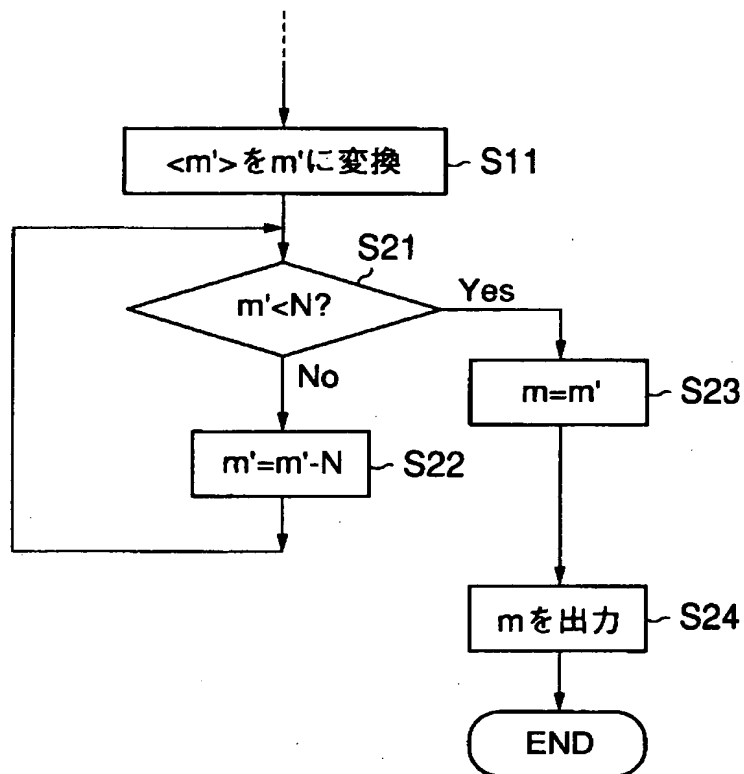 <m'>をm'に変換
S11
S21
m'<N?
Yes
No
m=m'
S23
m'=m'-N
S22
mを出力
S24
END